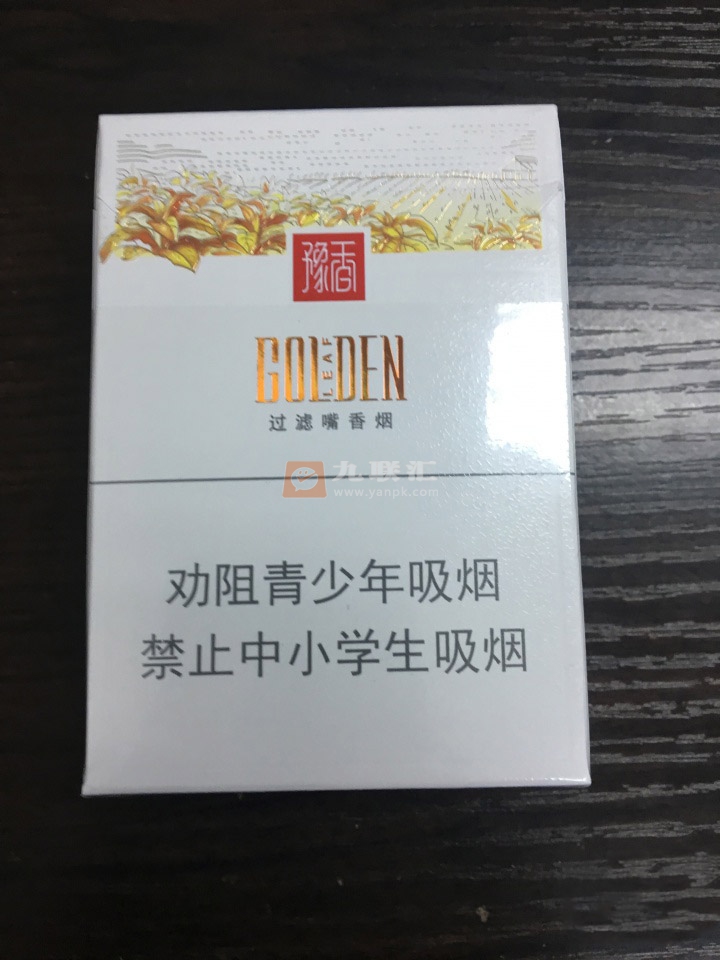 豫香
GOLDEN
LEAF
过滤嘴香烟
九联汇
www.yanpk.com
劝阻青少年吸烟
禁止中小学生吸烟